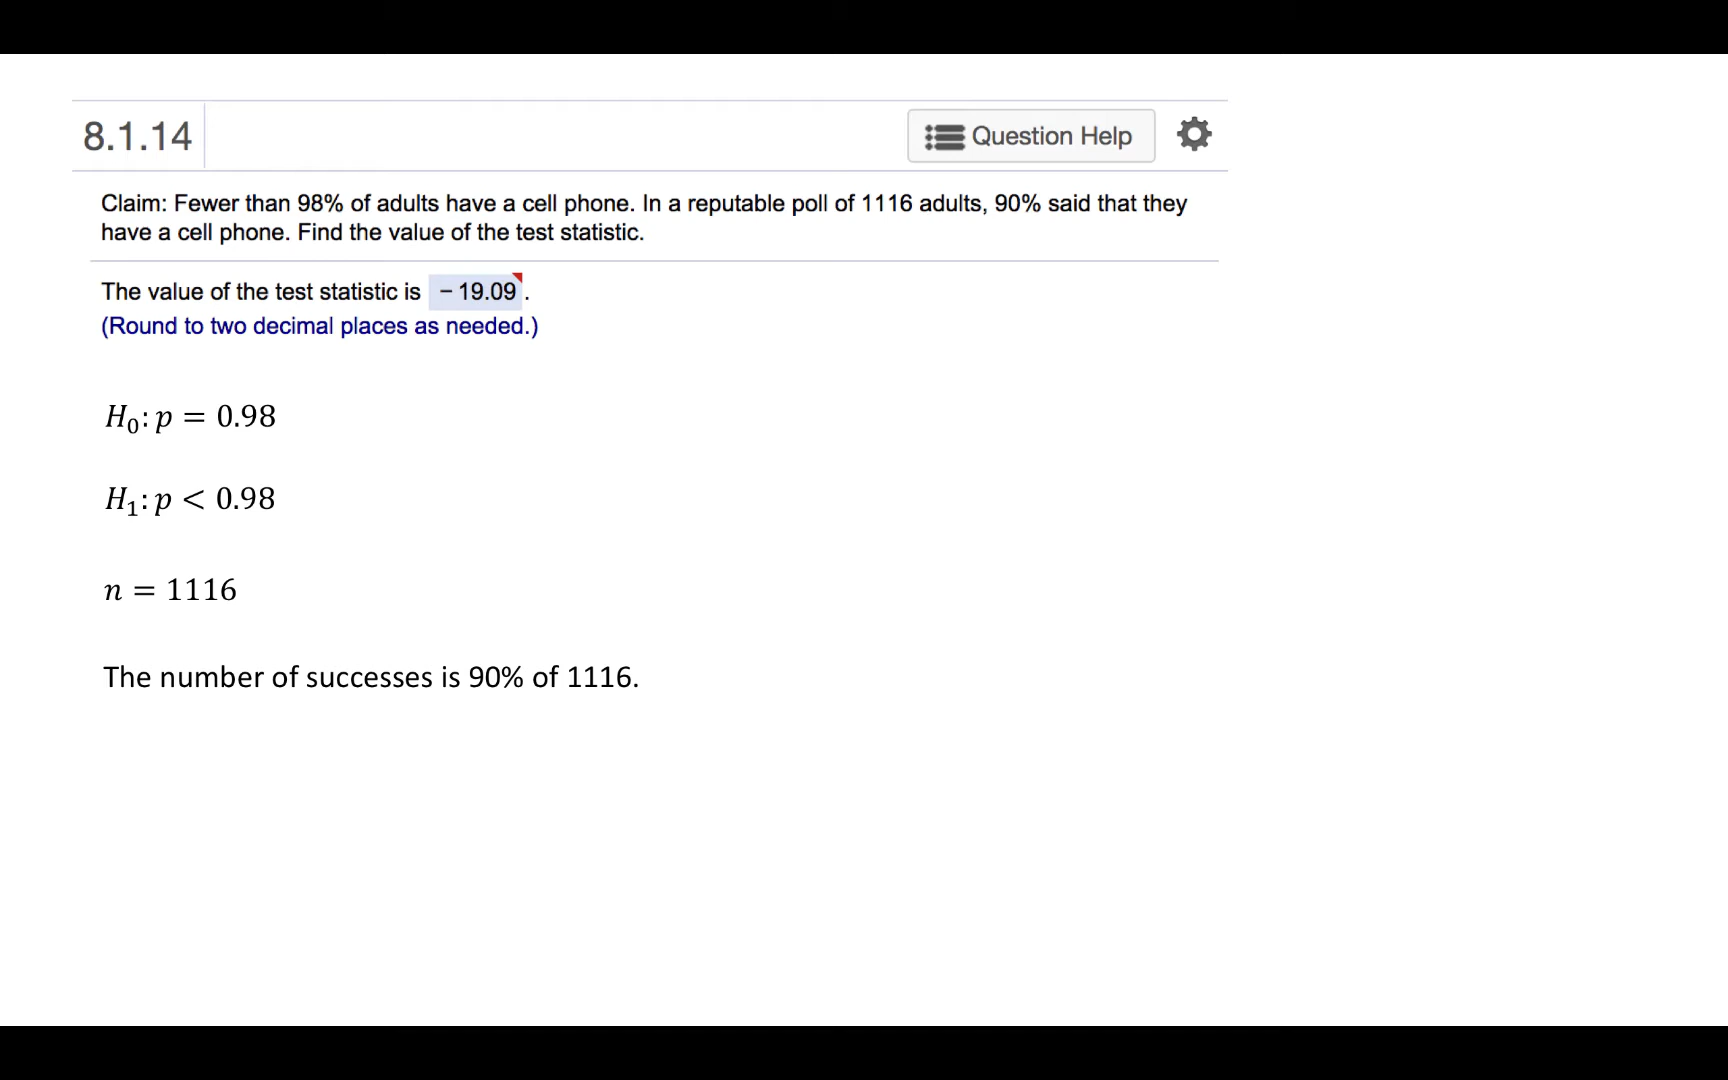 8.1.14
Question Help
Claim: Fewer than 98% of adults have a cell phone. In a reputable poll of 1116 adults, 90% said that they
have a cell phone. Find the value of the test statistic.
The value of the test statistic is − 19.09 .
(Round to two decimal places as needed.)
H₀: p = 0.98
H₁: p < 0.98
n = 1116
The number of successes is 90% of 1116.